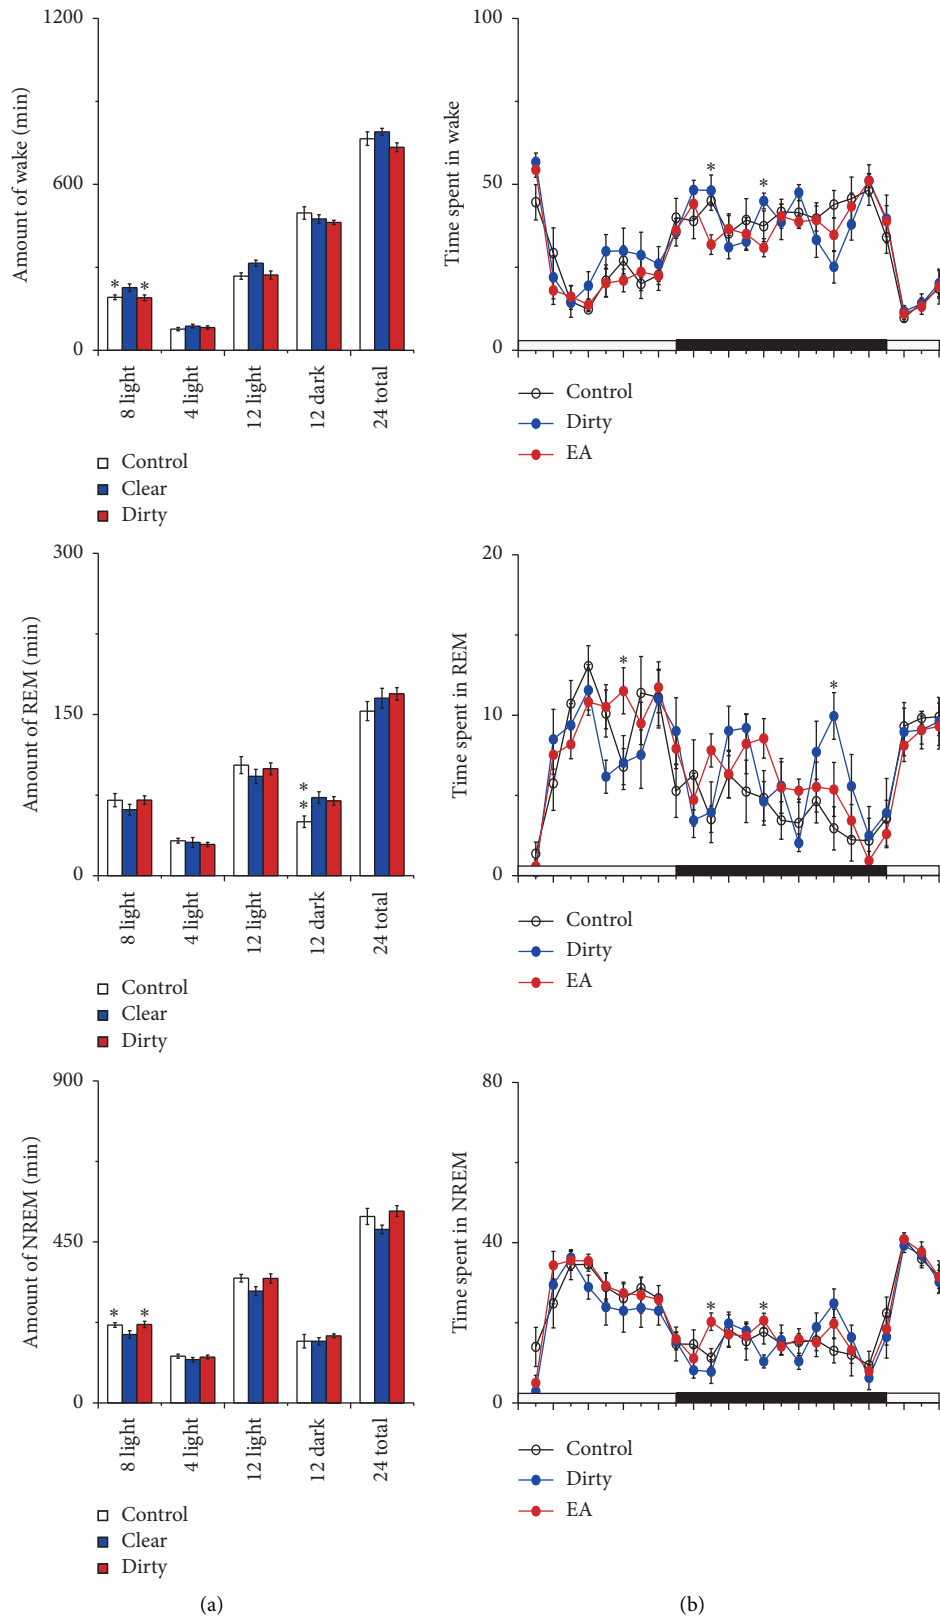 1200
600
0
Amount of wake (min)
* *
8 light
4 light
12 light
12 dark
24 total
Control
Clear
Dirty
100
50
0
Time spent in wake
* *
Control
Dirty
EA
300
150
0
Amount of REM (min)
*
*
8 light
4 light
12 light
12 dark
24 total
Control
Clear
Dirty
20
10
0
Time spent in REM
* *
Control
Dirty
EA
900
450
0
Amount of NREM (min)
* *
8 light
4 light
12 light
12 dark
24 total
Control
Clear
Dirty
80
40
0
Time spent in NREM
* *
Control
Dirty
EA
(a)
(b)